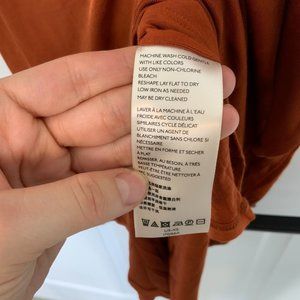 MACHINE WASH COLD GENTLE
WITH LIKE COLORS
USE ONLY NON-CHLORINE
BLEACH
RESHAPE LAY FLAT TO DRY
LOW IRON AS NEEDED
MAY BE DRY CLEANED
LAVER À LA MACHINE À L'EAU
FROIDE AVEC COULEURS
SIMILAIRES CYCLE DÉLICAT
UTILISER UN AGENT DE
BLANCHIMENT SANS CHLORE SI
NÉCESSAIRE
METTRE EN FORME ET SÉCHER
À PLAT
REPASSER AU BESOIN, À TRÈS
BASSE TEMPÉRATURE
PEUT-ÊTRE NETTOYER À
SEC SUGGÉRÉ